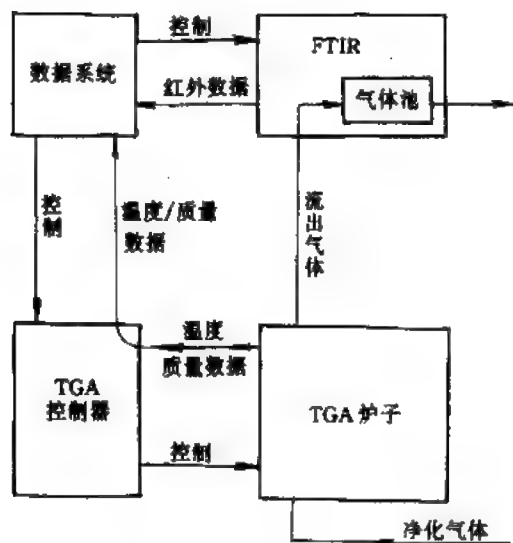 控制
FTIR
数据系统
红外数据
气体池
控制
温度/质量
数据
流出气体
温度
质量数据
TGA
控制器
TGA 炉子
控制
净化气体